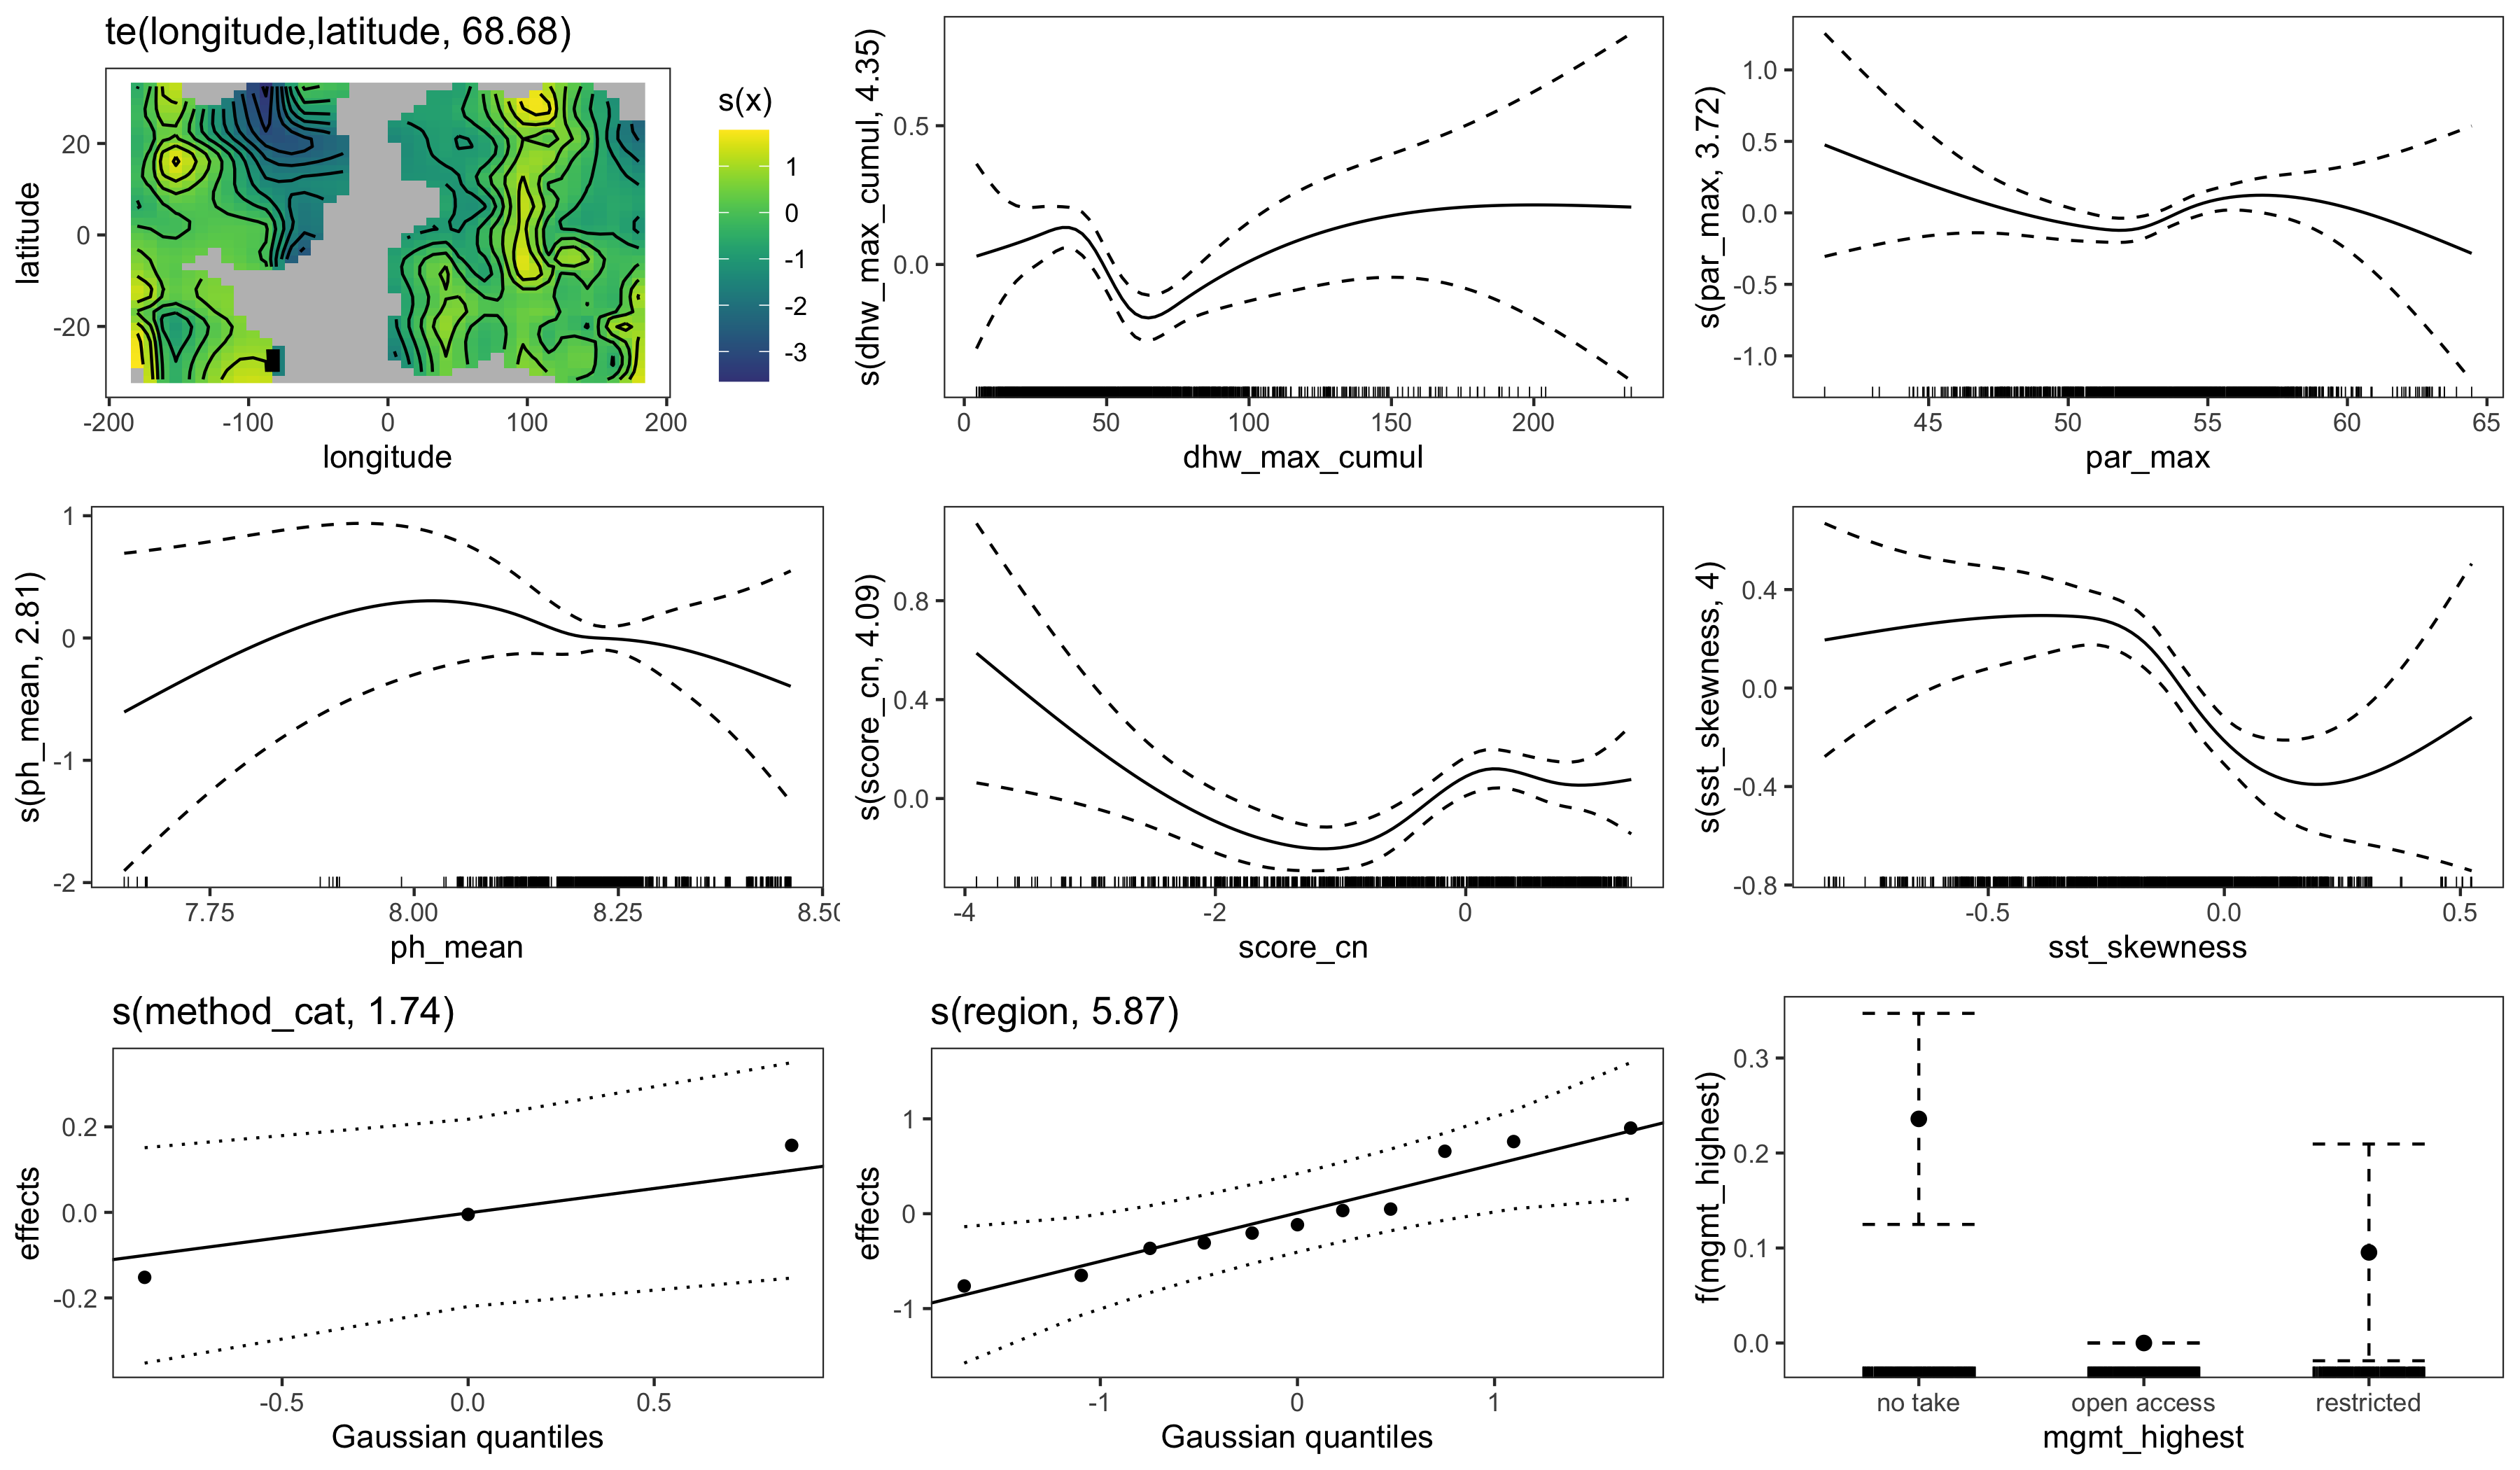 te(longitude,latitude, 68.68)
latitude
20
0
-20
-200
-100
0
100
200
longitude
s(x)
1
0
-1
-2
-3
s(dhw_max_cumul, 4.35)
0.5
0.0
0
50
100
150
200
dhw_max_cumul
s(par_max, 3.72)
1.0
0.5
0.0
-0.5
-1.0
45
50
55
60
65
par_max
s(ph_mean, 2.81)
1
0
-1
-2
7.75
8.00
8.25
8.50
ph_mean
s(score_cn, 4.09)
0.8
0.4
0.0
-4
-2
0
score_cn
s(sst_skewness, 4)
0.4
0.0
-0.4
-0.8
-0.5
0.0
0.5
sst_skewness
s(method_cat, 1.74)
effects
0.2
0.0
-0.2
-0.5
0.0
0.5
Gaussian quantiles
s(region, 5.87)
effects
1
0
-1
-1
0
1
Gaussian quantiles
f(mgmt_highest)
0.3
0.2
0.1
0.0
no take
open access
restricted
mgmt_highest